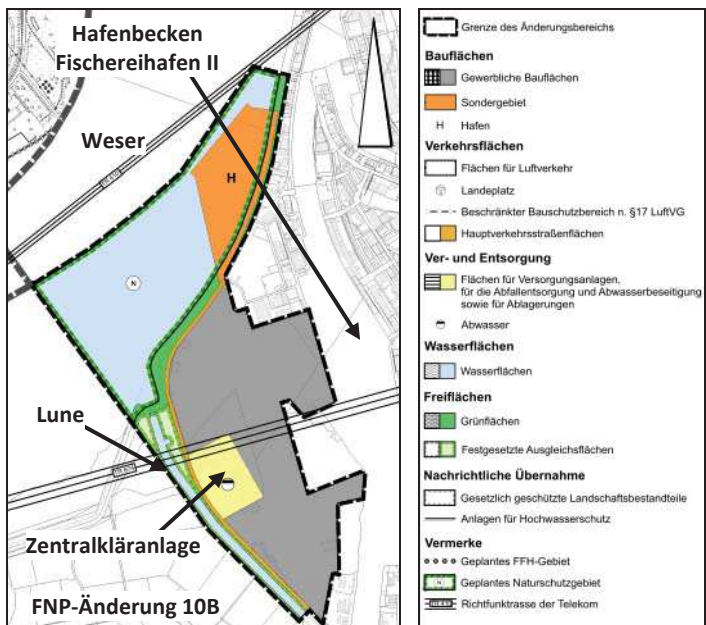 Hafenbecken
Fischereihafen II
Weser
H
N
Lune
Zentralkläranlage
FNP-Änderung 10B
Grenze des Änderungsbereichs
Bauflächen
Gewerbliche Bauflächen
Sondergebiet
H Hafen
Verkehrsflächen
Flächen für Luftverkehr
Landeplatz
Beschränkter Bauschutzbereich n. §17 LuftVG
Hauptverkehrsstraßenflächen
Ver- und Entsorgung
Flächen für Versorgungsanlagen,
für die Abfallentsorgung und Abwasserbeseitigung
sowie für Ablagerungen
Abwasser
Wasserflächen
Wasserflächen
Freiflächen
Grünflächen
Festgesetzte Ausgleichsflächen
Nachrichtliche Übernahme
Gesetzlich geschützte Landschaftsbestandteile
Anlagen für Hochwasserschutz
Vermerke
Geplantes FFH-Gebiet
N Geplantes Naturschutzgebiet
Richtfunktrasse der Telekom